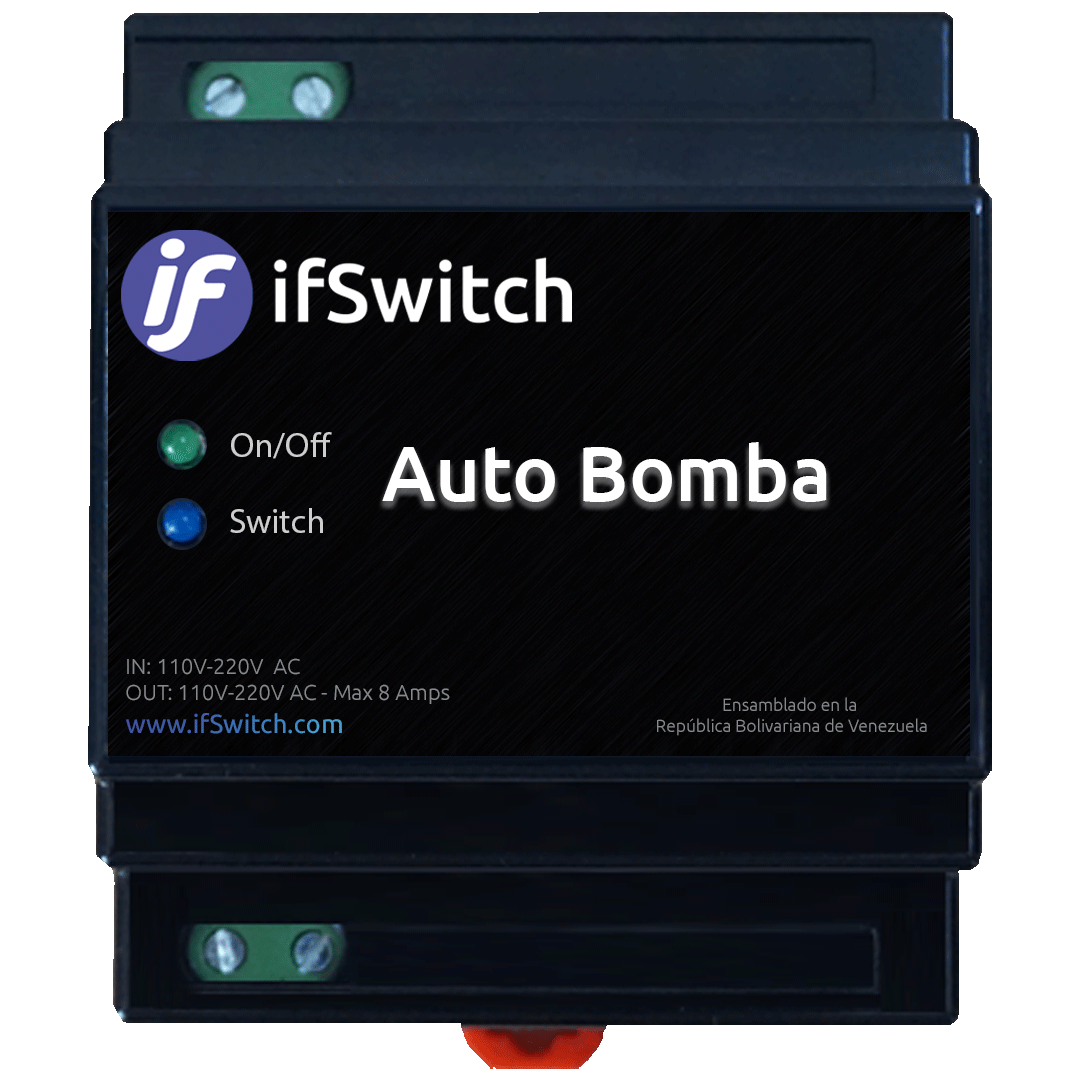 if ifSwitch
On/Off
Auto Bomba
Switch
IN: 110V-220V AC
OUT: 110V-220V AC - Max 8 Amps
www.ifSwitch.com
Ensamblado en la
República Bolivariana de Venezuela